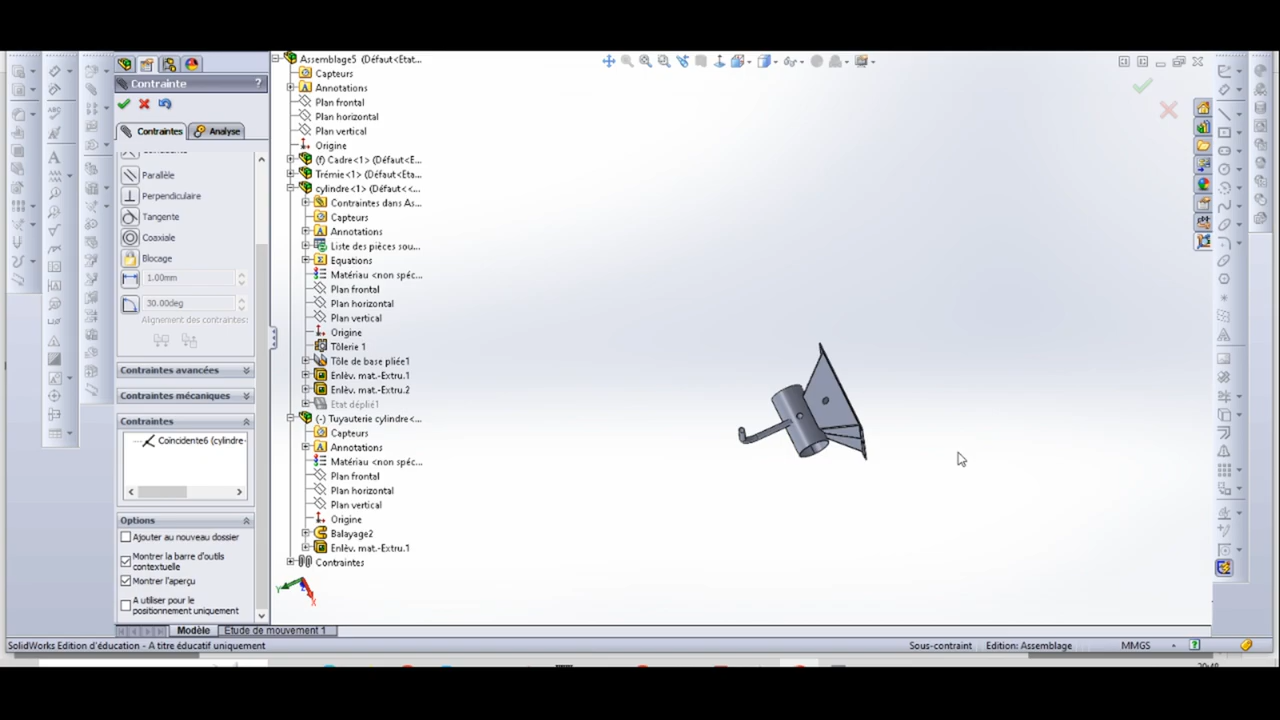 Contrainte ?
Contraintes Analyse
Parallèle
Perpendiculaire
Tangente
Coaxiale
Blocage
1.00mm
30.00deg
Alignement des contraintes:
Contraintes avancées
Contraintes mécaniques
Contraintes
Coïncidente6 (cylindre-
Options
Ajouter au nouveau dossier
Montrer la barre d'outils
contextuelle
Montrer l'aperçu
A utiliser pour le
positionnement uniquement
Assemblage5 (Défaut<Etat...
Capteurs
Annotations
Plan frontal
Plan horizontal
Plan vertical
Origine
(f) Cadre<1> (Défaut<E...
Trémie<1> (Défaut<Eta...
cylindre<1> (Défaut<<...
Contraintes dans As...
Capteurs
Annotations
Liste des pièces sou...
Equations
Matériau <non spéc...
Plan frontal
Plan horizontal
Plan vertical
Origine
Tôlerie 1
Tôle de base pliée1
Enlèv. mat.-Extru.1
Enlèv. mat.-Extru.2
Etat déplié1
(-) Tuyauterie cylindre<...
Capteurs
Annotations
Matériau <non spéc...
Plan frontal
Plan horizontal
Plan vertical
Origine
Balayage2
Enlèv. mat.-Extru.1
Contraintes
Y
X
Modèle Etude de mouvement 1
SolidWorks Edition d'éducation - A titre éducatif uniquement Sous-contraint Edition: Assemblage MMGS